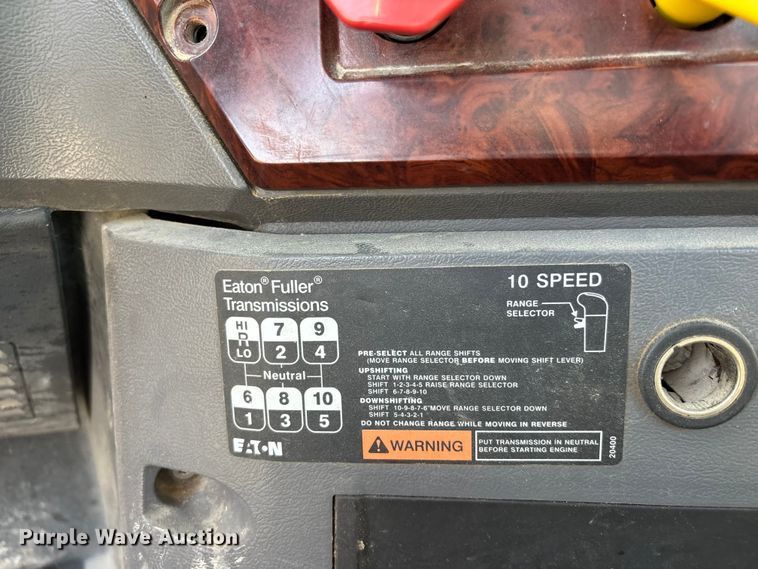 Eaton® Fuller®
Transmissions
10 SPEED
RANGE
SELECTOR
HI R LO
7 2
9 4
Neutral
6 1
8 3
10 5
EATON
PRE-SELECT ALL RANGE SHIFTS
(MOVE RANGE SELECTOR BEFORE MOVING SHIFT LEVER)
UPSHIFTING
START WITH RANGE SELECTOR DOWN
SHIFT 1-2-3-4-5 RAISE RANGE SELECTOR
SHIFT 6-7-8-9-10
DOWNSHIFTING
SHIFT 10-9-8-7-6"MOVE RANGE SELECTOR DOWN
SHIFT 5-4-3-2-1
DO NOT CHANGE RANGE WHILE MOVING IN REVERSE
WARNING
PUT TRANSMISSION IN NEUTRAL
BEFORE STARTING ENGINE
20400
Purple Wave Auction